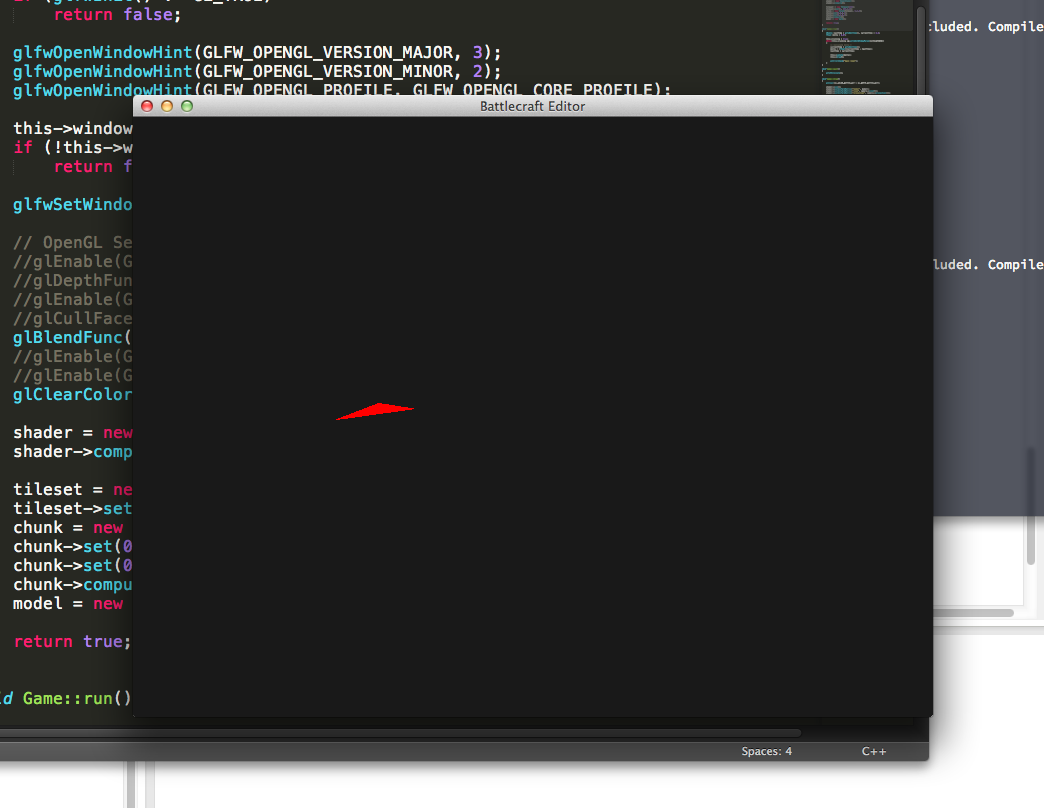 return false;
glfwOpenWindowHint(GLFW_OPENGL_VERSION_MAJOR, 3);
glfwOpenWindowHint(GLFW_OPENGL_VERSION_MINOR, 2);
glfwOpenWindowHint(GLFW_OPENGL_PROFILE, GLFW_OPENGL_CORE_PROFILE);
Battlecraft Editor
this->window
if (!this->w
return f
glfwSetWindo
// OpenGL Se
//glEnable(G
//glDepthFun
//glEnable(G
//glCullFace
glBlendFunc(
//glEnable(G
//glEnable(G
glClearColor
shader = new
shader->comp
tileset = ne
tileset->set
chunk = new
chunk->set(0
chunk->set(0
chunk->compu
model = new
return true;
d Game::run()
cluded. Compile
luded. Compile
Spaces: 4 C++